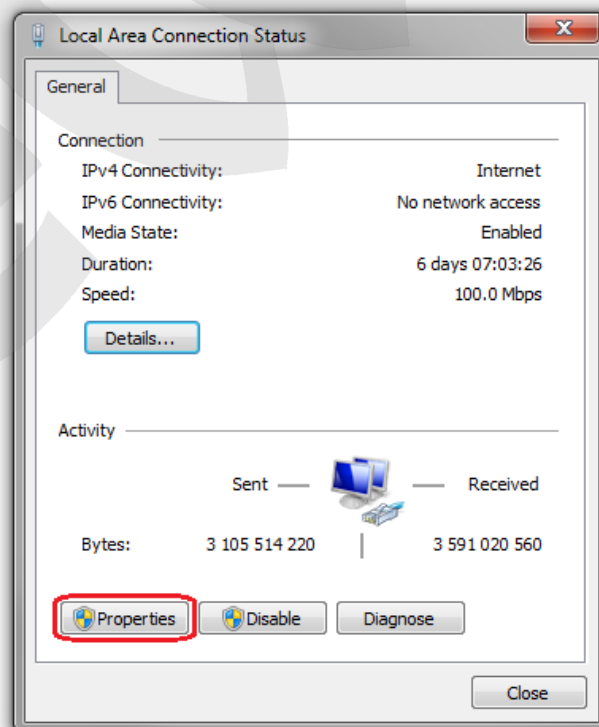 Local Area Connection Status
General
Connection
IPv4 Connectivity: Internet
IPv6 Connectivity: No network access
Media State: Enabled
Duration: 6 days 07:03:26
Speed: 100.0 Mbps
Details...
Activity
Sent Received
Bytes: 3 105 514 220 3 591 020 560
Properties Disable Diagnose
Close